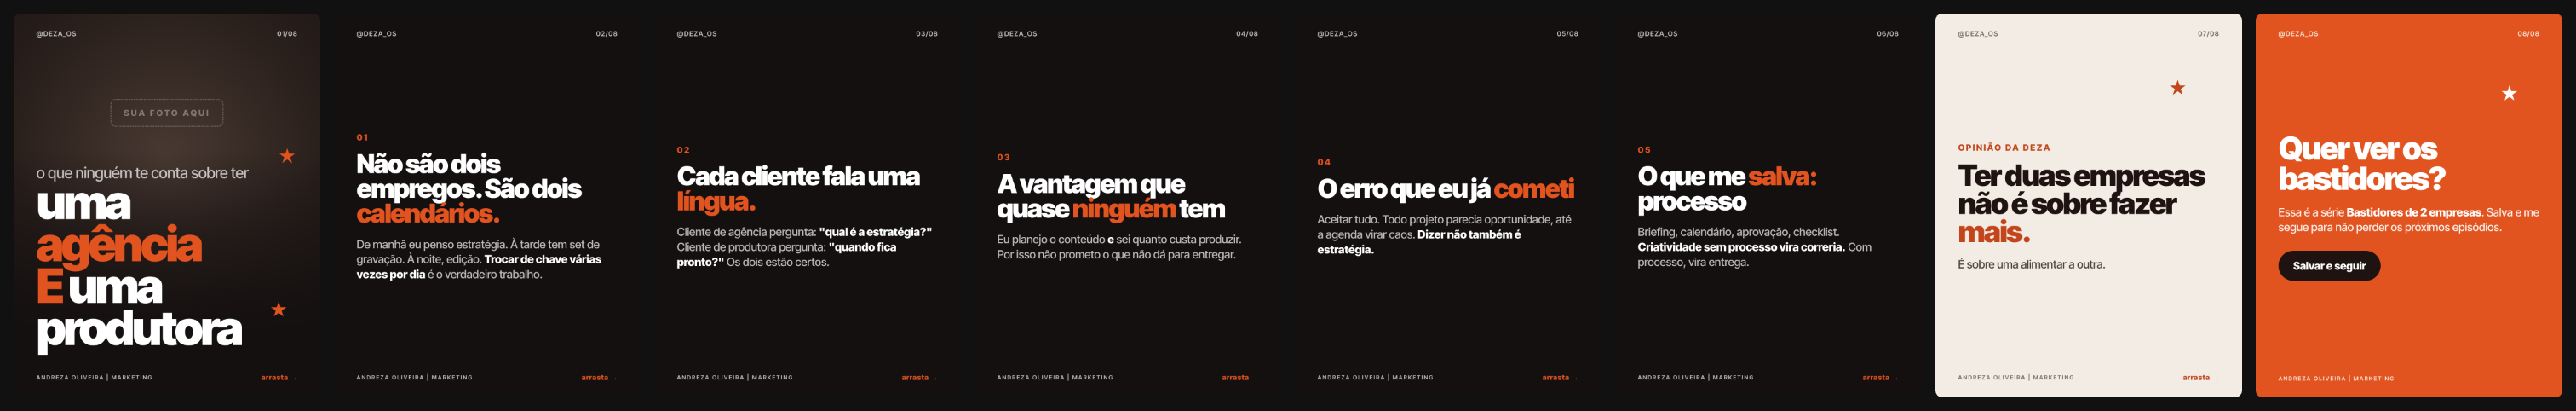 @DEZA_OS
01/08
SUA FOTO AQUI
o que ninguém te conta sobre ter
uma
agência
E uma
produtora
ANDREZA OLIVEIRA | MARKETING
arrasta →
@DEZA_OS
02/08
01
Não são dois
empregos. São dois
calendários.
De manhã eu penso estratégia. À tarde tem set de
gravação. À noite, edição. Trocar de chave várias
vezes por dia é o verdadeiro trabalho.
ANDREZA OLIVEIRA | MARKETING
arrasta →
@DEZA_OS
03/08
02
Cada cliente fala uma
língua.
Cliente de agência pergunta: "qual é a estratégia?"
Cliente de produtora pergunta: "quando fica
pronto?" Os dois estão certos.
ANDREZA OLIVEIRA | MARKETING
arrasta →
@DEZA_OS
04/08
03
A vantagem que
quase ninguém tem
Eu planejo o conteúdo e sei quanto custa produzir.
Por isso não prometo o que não dá para entregar.
ANDREZA OLIVEIRA | MARKETING
arrasta →
@DEZA_OS
05/08
04
O erro que eu já cometi
Aceitar tudo. Todo projeto parecia oportunidade, até
a agenda virar caos. Dizer não também é
estratégia.
ANDREZA OLIVEIRA | MARKETING
arrasta →
@DEZA_OS
06/08
05
O que me salva:
processo
Briefing, calendário, aprovação, checklist.
Criatividade sem processo vira correria. Com
processo, vira entrega.
ANDREZA OLIVEIRA | MARKETING
arrasta →
@DEZA_OS
07/08
OPINIÃO DA DEZA
Ter duas empresas
não é sobre fazer
mais.
É sobre uma alimentar a outra.
ANDREZA OLIVEIRA | MARKETING
arrasta →
@DEZA_OS
08/08
Quer ver os
bastidores?
Essa é a série Bastidores de 2 empresas. Salva e me
segue para não perder os próximos episódios.
Salvar e seguir
ANDREZA OLIVEIRA | MARKETING